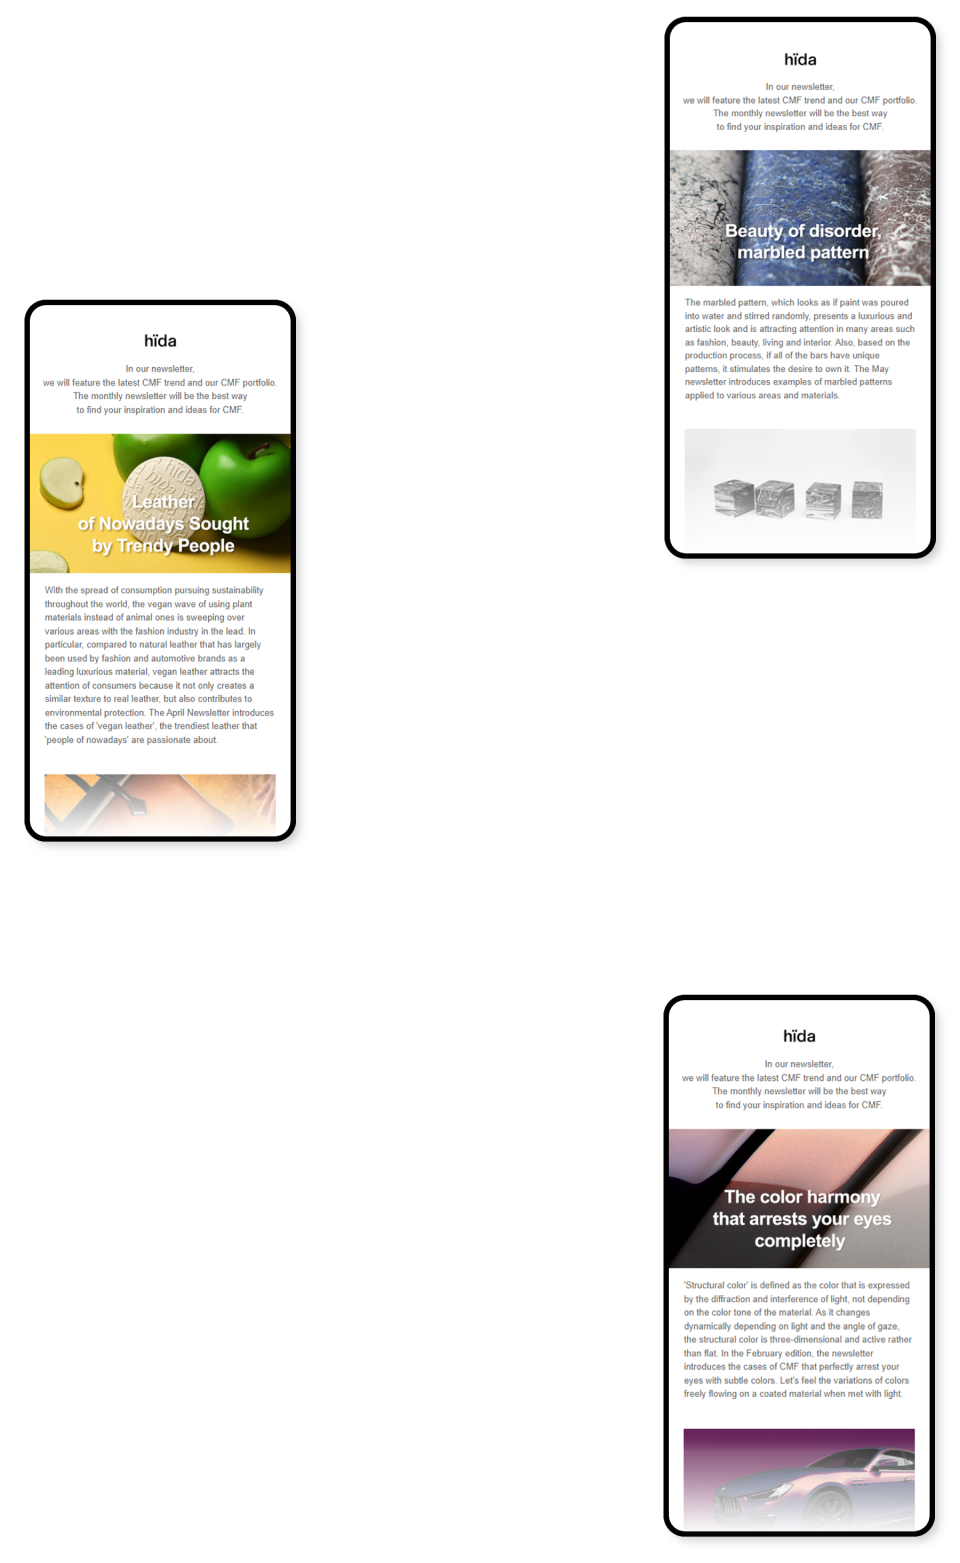 hïda
In our newsletter,
we will feature the latest CMF trend and our CMF portfolio.
The monthly newsletter will be the best way
to find your inspiration and ideas for CMF.
Beauty of disorder,
marbled pattern
The marbled pattern, which looks as if paint was poured
into water and stirred randomly, presents a luxurious and
artistic look and is attracting attention in many areas such
as fashion, beauty, living and interior. Also, based on the
production process, if all of the bars have unique
patterns, it stimulates the desire to own it. The May
newsletter introduces examples of marbled patterns
applied to various areas and materials.
hïda
In our newsletter,
we will feature the latest CMF trend and our CMF portfolio.
The monthly newsletter will be the best way
to find your inspiration and ideas for CMF.
hïda
Leather
of Nowadays Sought
by Trendy People
With the spread of consumption pursuing sustainability
throughout the world, the vegan wave of using plant
materials instead of animal ones is sweeping over
various areas with the fashion industry in the lead. In
particular, compared to natural leather that has largely
been used by fashion and automotive brands as a
leading luxurious material, vegan leather attracts the
attention of consumers because it not only creates a
similar texture to real leather, but also contributes to
environmental protection. The April Newsletter introduces
the cases of 'vegan leather', the trendiest leather that
'people of nowadays' are passionate about.
hïda
In our newsletter,
we will feature the latest CMF trend and our CMF portfolio.
The monthly newsletter will be the best way
to find your inspiration and ideas for CMF.
The color harmony
that arrests your eyes
completely
'Structural color' is defined as the color that is expressed
by the diffraction and interference of light, not depending
on the color tone of the material. As it changes
dynamically depending on light and the angle of gaze,
the structural color is three-dimensional and active rather
than flat. In the February edition, the newsletter
introduces the cases of CMF that perfectly arrest your
eyes with subtle colors. Let's feel the variations of colors
freely flowing on a coated material when met with light.